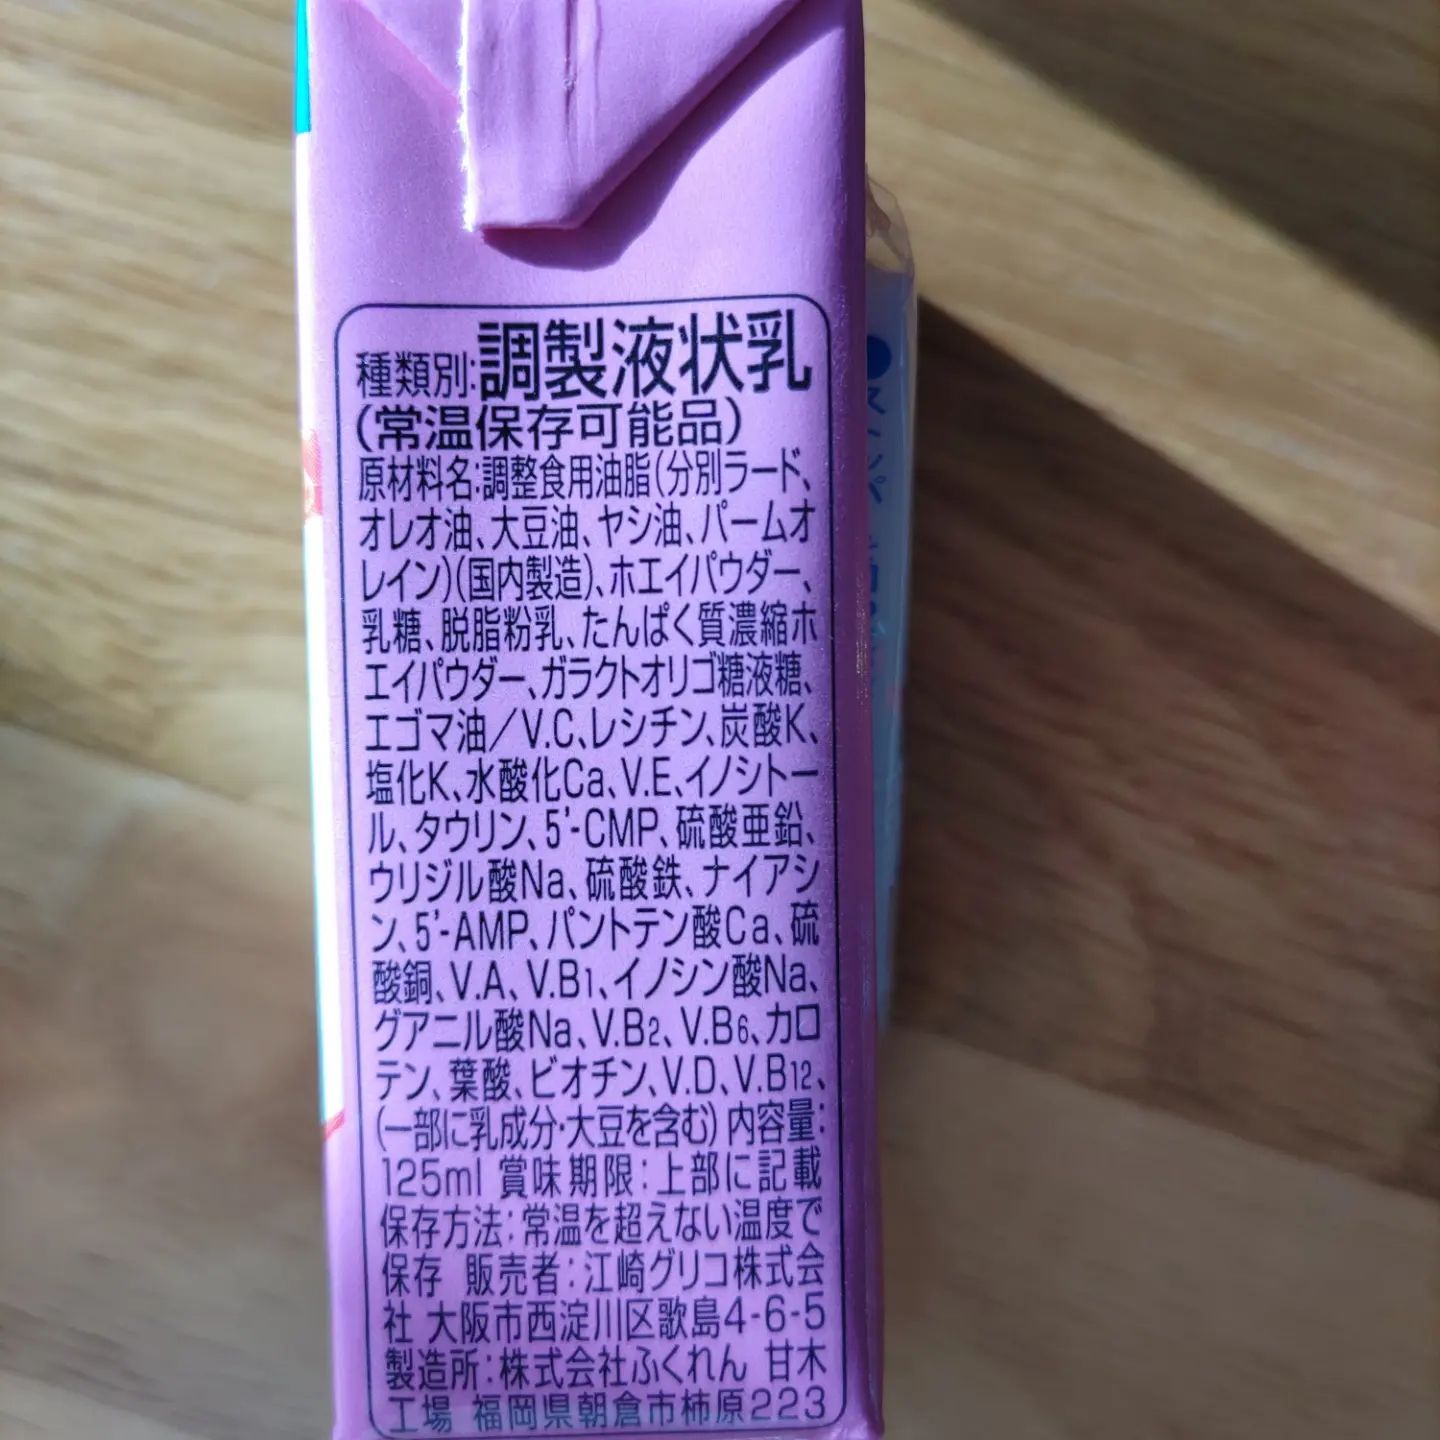 種類別:調製液状乳
(常温保存可能品)
原材料名:調整食用油脂(分別ラード、
オレオ油、大豆油、ヤシ油、パームオ
レイン)(国内製造)、ホエイパウダー、
乳糖、脱脂粉乳、たんぱく質濃縮ホ
エイパウダー、ガラクトオリゴ糖液糖、
エゴマ油/V.C、レシチン、炭酸K、
塩化K、水酸化Ca、V.E、イノシトー
ル、タウリン、5'-CMP、硫酸亜鉛、
ウリジル酸Na、硫酸鉄、ナイアシ
ン、5'-AMP、パントテン酸Ca、硫
酸銅、V.A、V.B1、イノシン酸Na、
グアニル酸Na、V.B2、V.B6、カロ
テン、葉酸、ビオチン、V.D、V.B12、
(一部に乳成分・大豆を含む) 内容量:
125ml 賞味期限:上部に記載
保存方法:常温を超えない温度で
保存 販売者:江崎グリコ株式会
社 大阪市西淀川区歌島4-6-5
製造所:株式会社ふくれん 甘木
工場 福岡県朝倉市柿原223